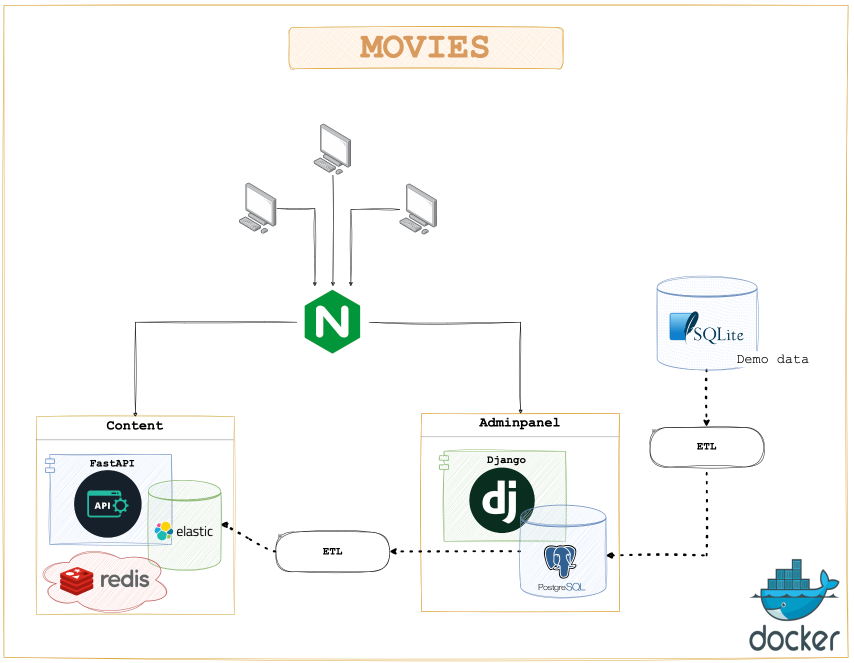 MOVIES
N
SQLite
Demo data
Content
Adminpanel
ETL
FastAPI
Django
API
dj
elastic
ETL
PostgreSQL
redis
docker